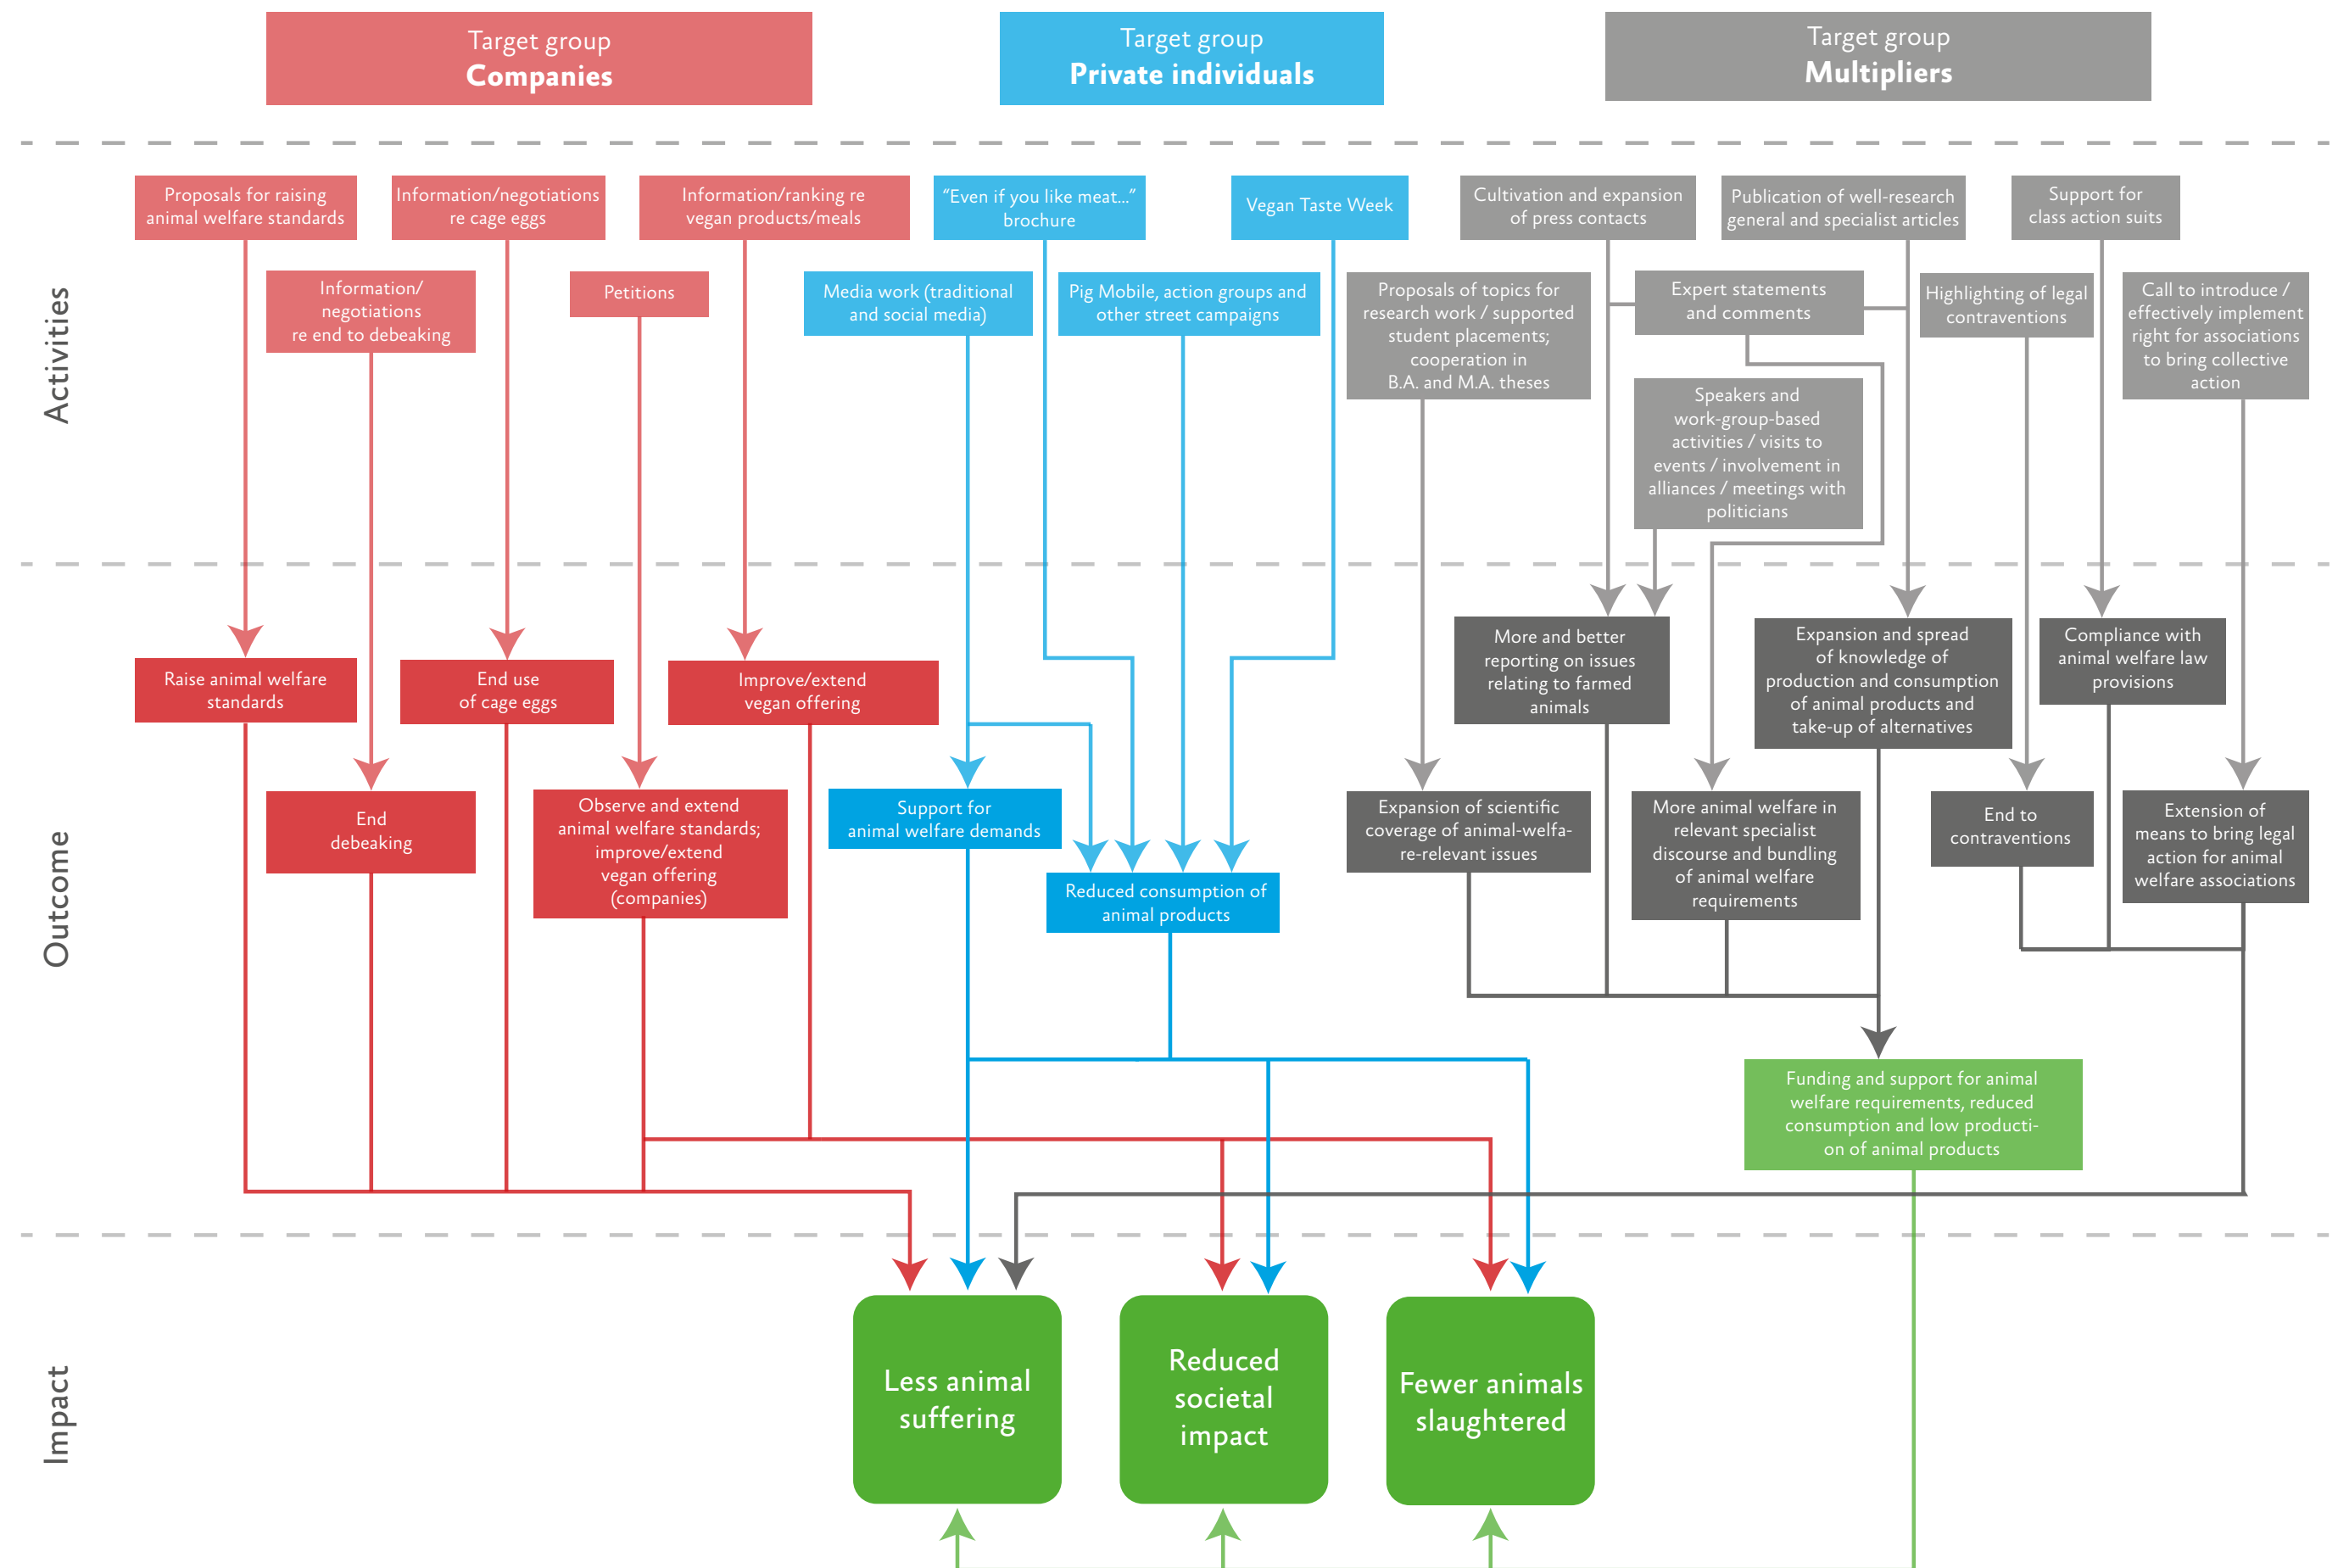 Target group
Companies
Target group
Private individuals
Target group
Multipliers
Activities
Proposals for raising
animal welfare standards
Information/negotiations
re cage eggs
Information/ranking re
vegan products/meals
“Even if you like meat...”
brochure
Vegan Taste Week
Cultivation and expansion
of press contacts
Publication of well-research
general and specialist articles
Support for
class action suits
Information/
negotiations
re end to debeaking
Petitions
Media work (traditional
and social media)
Pig Mobile, action groups and
other street campaigns
Proposals of topics for
research work / supported
student placements;
cooperation in
B.A. and M.A. theses
Expert statements
and comments
Highlighting of legal
contraventions
Call to introduce /
effectively implement
right for associations
to bring collective
action
Speakers and
work-group-based
activities / visits to
events / involvement in
alliances / meetings with
politicians
Outcome
Raise animal welfare
standards
End use
of cage eggs
Improve/extend
vegan offering
More and better
reporting on issues
relating to farmed
animals
Expansion and spread
of knowledge of
production and consumption
of animal products and
take-up of alternatives
Compliance with
animal welfare law
provisions
End
debeaking
Observe and extend
animal welfare standards;
improve/extend
vegan offering
(companies)
Support for
animal welfare demands
Reduced consumption of
animal products
Expansion of scientific
coverage of animal-welfa-
re-relevant issues
More animal welfare in
relevant specialist
discourse and bundling
of animal welfare
requirements
End to
contraventions
Extension of
means to bring legal
action for animal
welfare associations
Funding and support for animal
welfare requirements, reduced
consumption and low producti-
on of animal products
Impact
Less animal
suffering
Reduced
societal
impact
Fewer animals
slaughtered